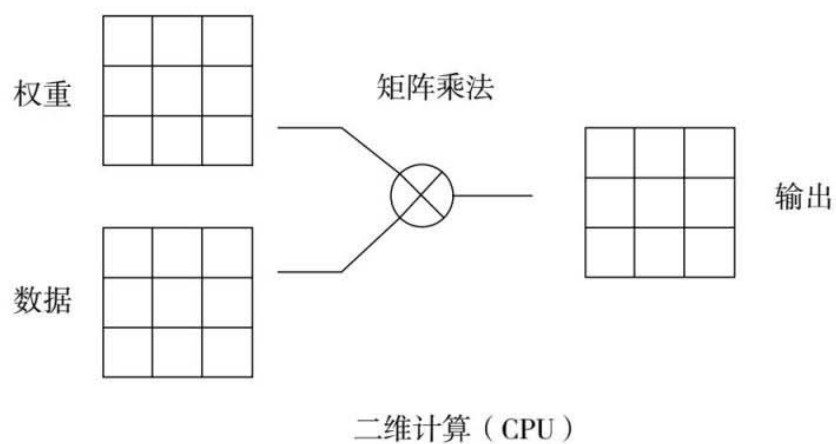 权重
矩阵乘法
输出
数据
二维计算（CPU）